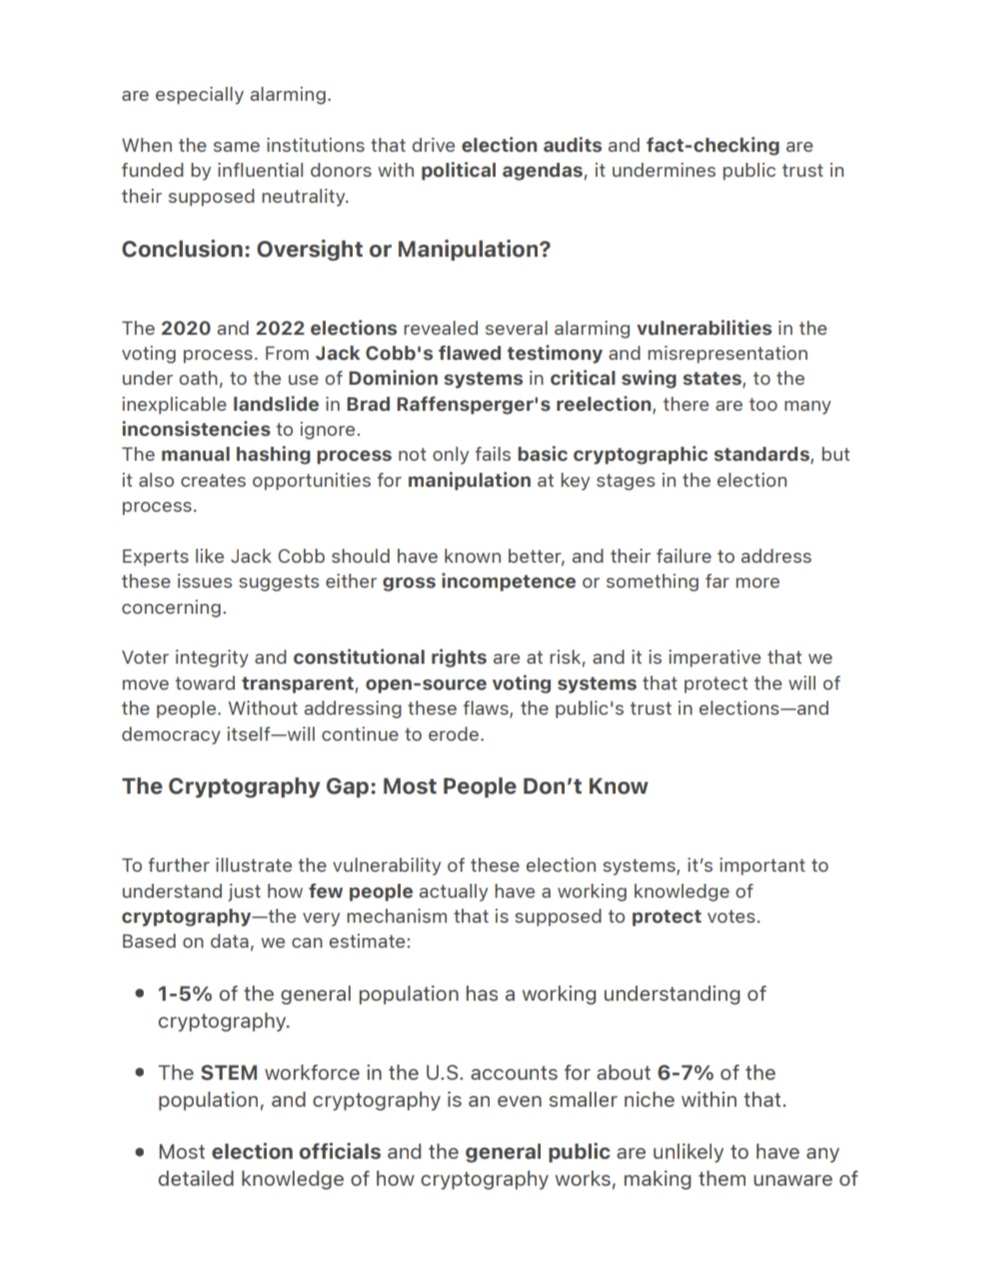 are especially alarming.
When the same institutions that drive election audits and fact-checking are
funded by influential donors with political agendas, it undermines public trust in
their supposed neutrality.
Conclusion: Oversight or Manipulation?
The 2020 and 2022 elections revealed several alarming vulnerabilities in the
voting process. From Jack Cobb's flawed testimony and misrepresentation
under oath, to the use of Dominion systems in critical swing states, to the
inexplicable landslide in Brad Raffensperger's reelection, there are too many
inconsistencies to ignore.
The manual hashing process not only fails basic cryptographic standards, but
it also creates opportunities for manipulation at key stages in the election
process.
Experts like Jack Cobb should have known better, and their failure to address
these issues suggests either gross incompetence or something far more
concerning.
Voter integrity and constitutional rights are at risk, and it is imperative that we
move toward transparent, open-source voting systems that protect the will of
the people. Without addressing these flaws, the public's trust in elections—and
democracy itself—will continue to erode.
The Cryptography Gap: Most People Don’t Know
To further illustrate the vulnerability of these election systems, it’s important to
understand just how few people actually have a working knowledge of
cryptography—the very mechanism that is supposed to protect votes.
Based on data, we can estimate:
• 1-5% of the general population has a working understanding of
cryptography.
• The STEM workforce in the U.S. accounts for about 6-7% of the
population, and cryptography is an even smaller niche within that.
• Most election officials and the general public are unlikely to have any
detailed knowledge of how cryptography works, making them unaware of